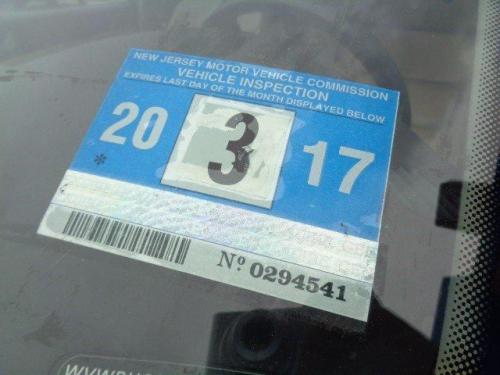 NEW JERSEY MOTOR VEHICLE COMMISSION
VEHICLE INSPECTION
EXPIRES LAST DAY OF THE MONTH DISPLAYED BELOW
20 3 17
*
Nº 0294541